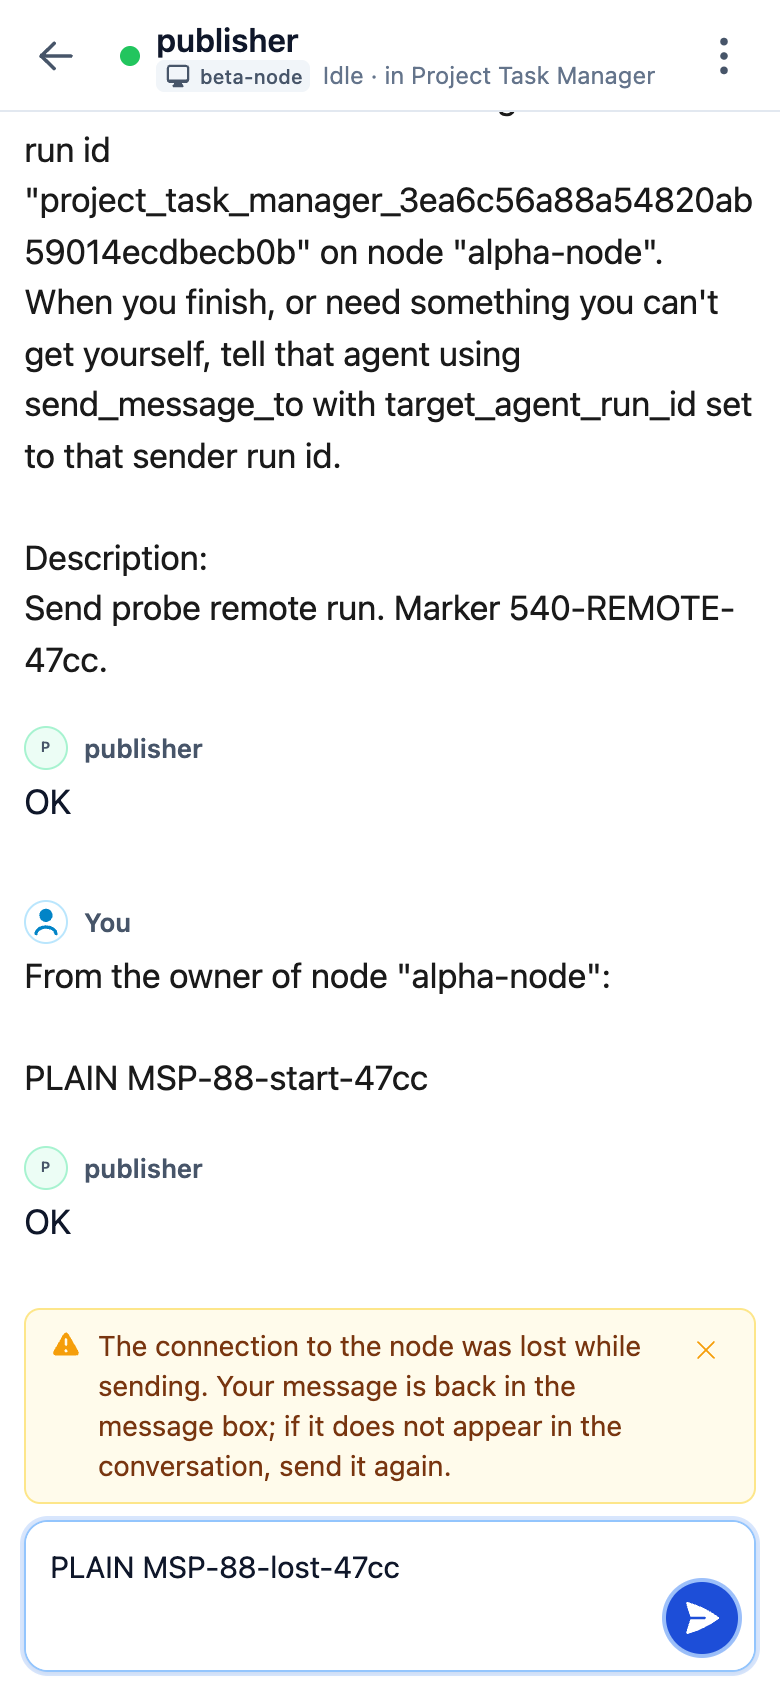 publisher
beta-node Idle · in Project Task Manager
run id
"project_task_manager_3ea6c56a88a54820ab
59014ecdbecb0b" on node "alpha-node".
When you finish, or need something you can't
get yourself, tell that agent using
send_message_to with target_agent_run_id set
to that sender run id.
Description:
Send probe remote run. Marker 540-REMOTE-
47cc.
P publisher
OK
You
From the owner of node "alpha-node":
PLAIN MSP-88-start-47cc
P publisher
OK
The connection to the node was lost while
sending. Your message is back in the
message box; if it does not appear in the
conversation, send it again.
PLAIN MSP-88-lost-47cc